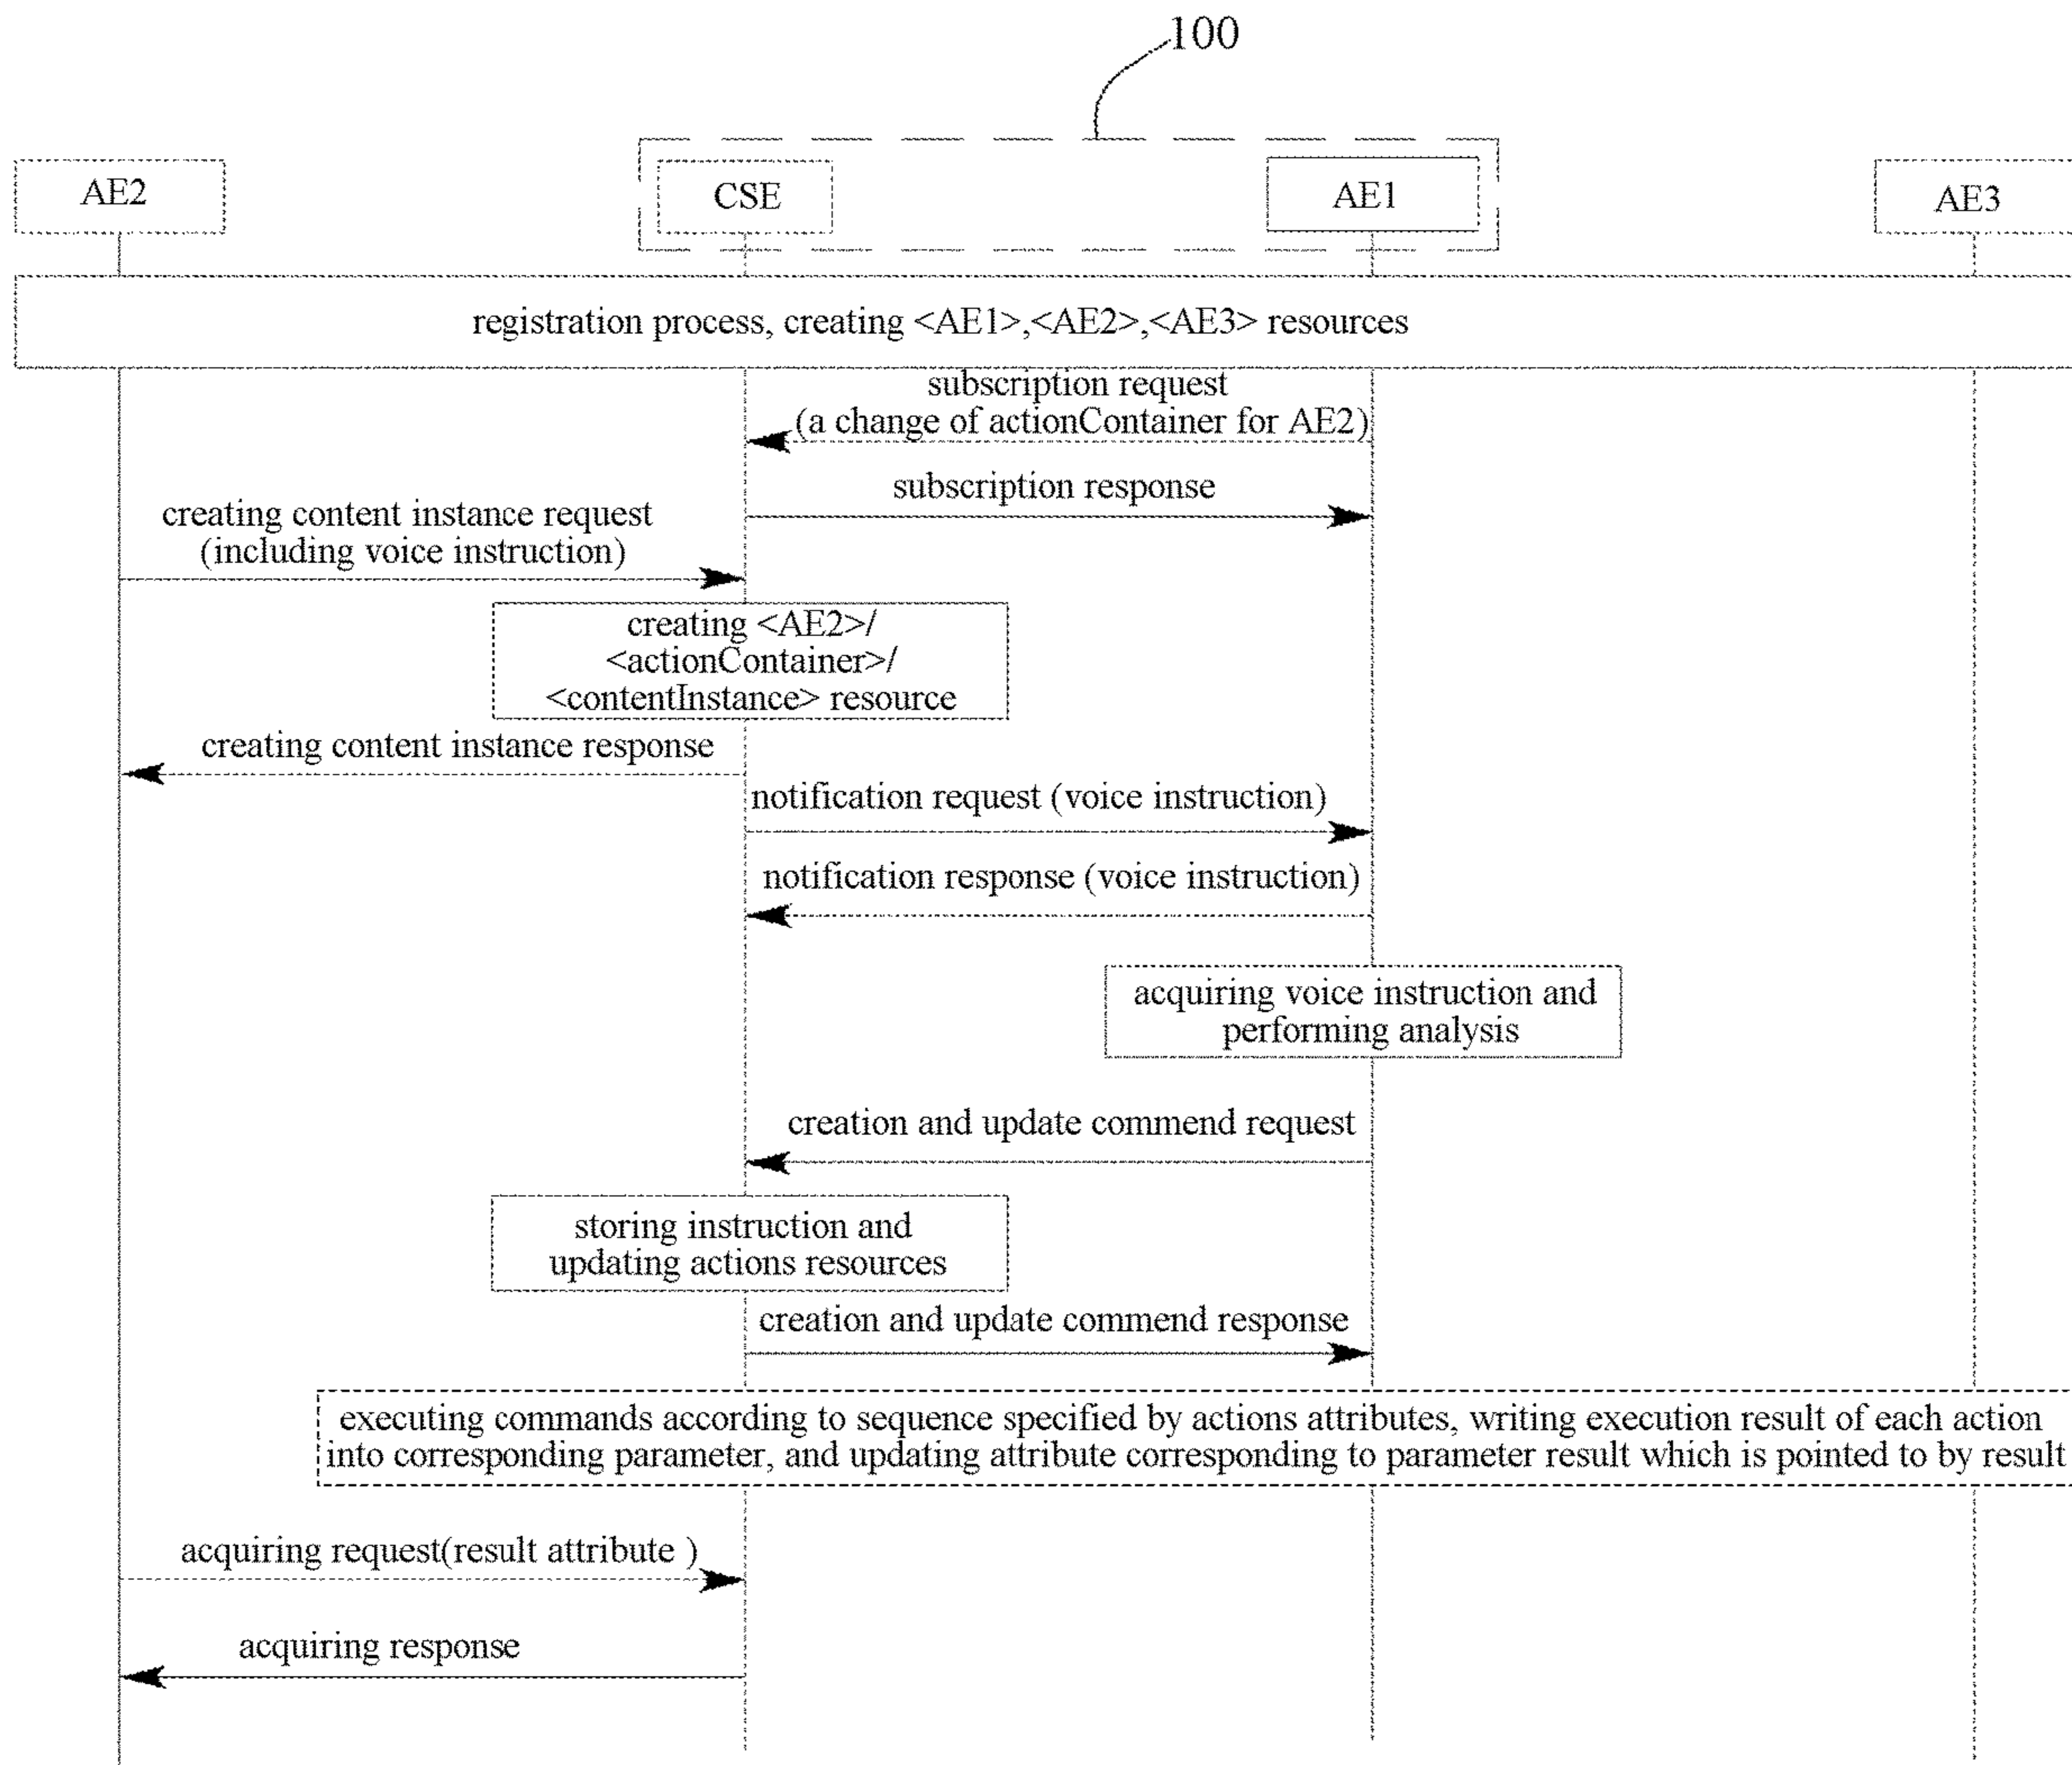 100
AE2
CSE
AE1
AE3
registration process, creating <AE1>,<AE2>,<AE3> resources
subscription request
(a change of actionContainer for AE2)
subscription response
creating content instance request
(including voice instruction)
creating <AE2>/
<actionContainer>/
<contentInstance> resource
creating content instance response
notification request (voice instruction)
notification response (voice instruction)
acquiring voice instruction and
performing analysis
creation and update commend request
storing instruction and
updating actions resources
creation and update commend response
executing commands according to sequence specified by actions attributes, writing execution result of each action
into corresponding parameter, and updating attribute corresponding to parameter result which is pointed to by result
acquiring request(result attribute )
acquiring response